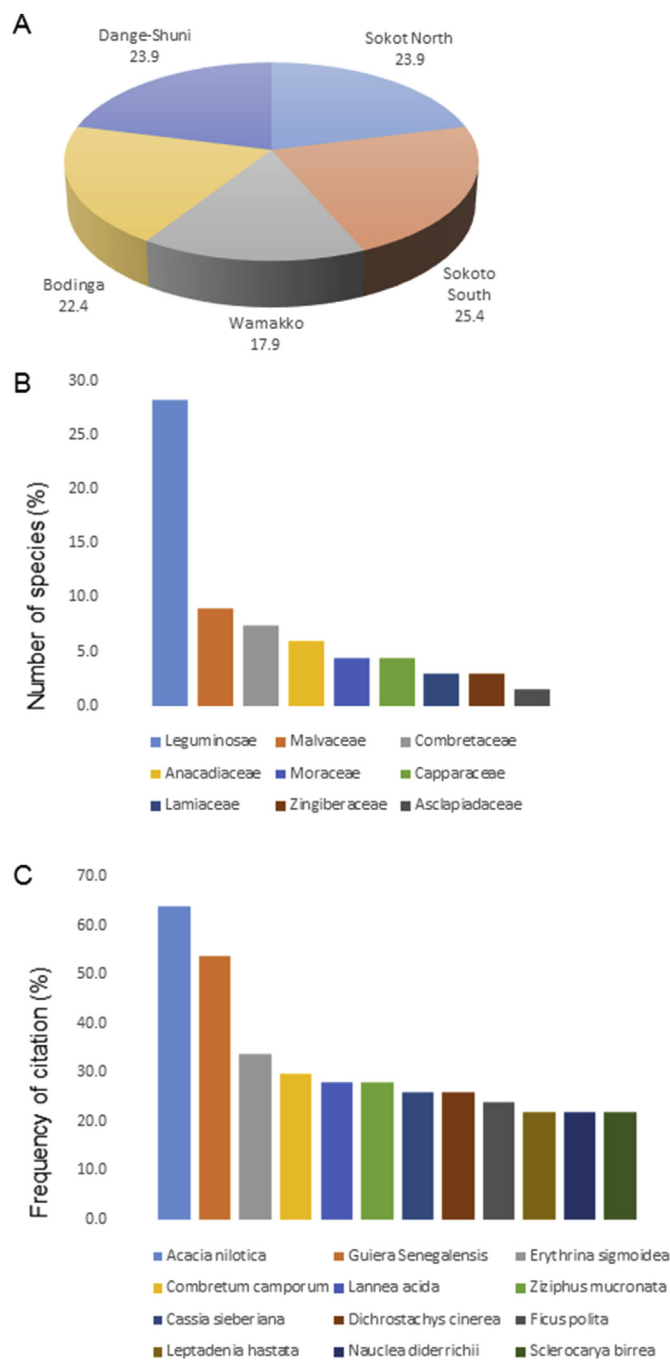 A
Dange-Shuni
23.9
Sokot North
23.9
Bodinga
22.4
Wamakko
17.9
Sokoto
South
25.4
B
Number of species (%)
30.0
25.0
20.0
15.0
10.0
5.0
0.0
Leguminosae Malvaceae Combretaceae
Anacadiaceae Moraceae Capparaceae
Lamiaceae Zingiberaceae Asclapiadaceae
C
Frequency of citation (%)
70.0
60.0
50.0
40.0
30.0
20.0
10.0
0.0
Acacia nilotica Guiera Senegalensis Erythrina sigmoidea
Combretum camporum Lannea acida Ziziphus mucronata
Cassia sieberiana Dichrostachys cinerea Ficus polita
Leptadenia hastata Nauclea diderrichii Sclerocarya birrea